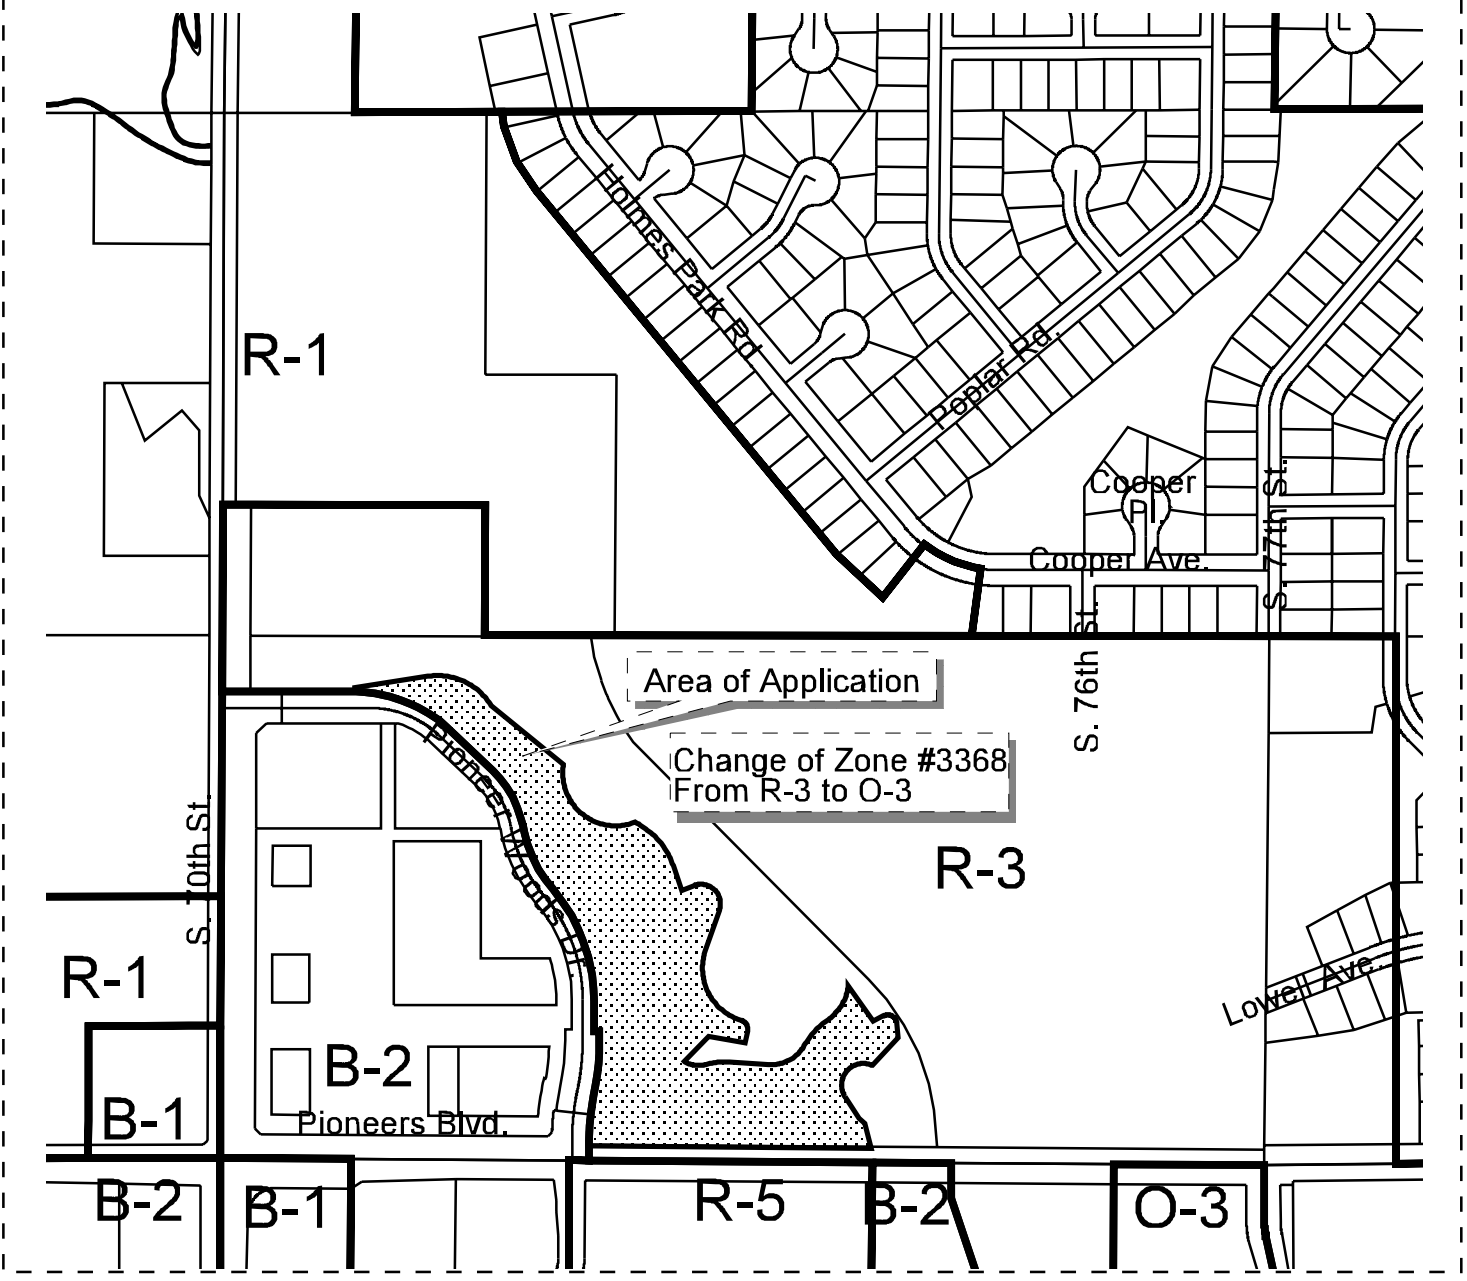 Holmes Park Rd
R-1
Poplar Rd.
Cooper
Pl.
S. 77th St.
Cooper Ave.
S. 76th St.
Area of Application
Change of Zone #3368
From R-3 to O-3
Pioneer Woods Dr.
S. 70th St.
R-3
R-1
Lowell Ave.
B-2
B-1
Pioneers Blvd.
B-2
B-1
R-5
B-2
O-3